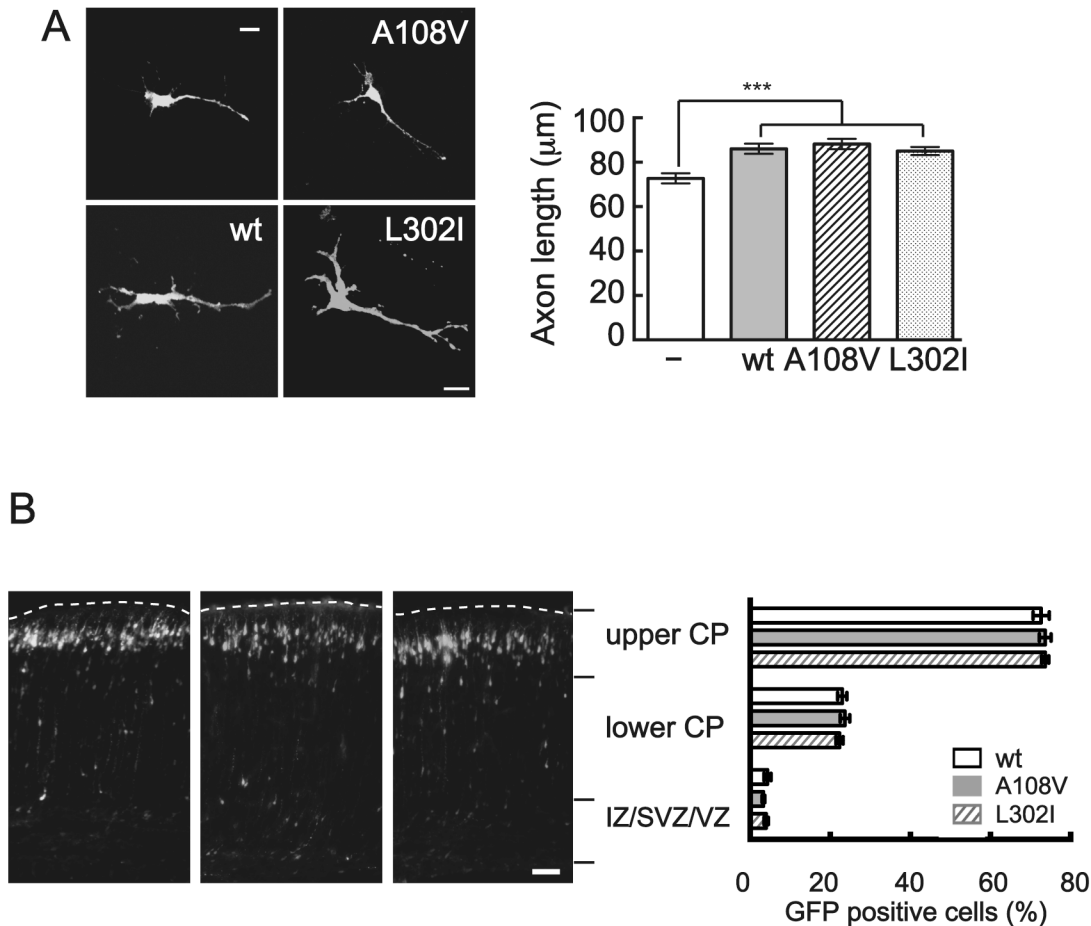 A
A108V
wt
L302I
***
Axon length (μm)
100
80
60
40
20
0
– wt A108V L302I
B
upper CP
lower CP
IZ/SVZ/VZ
wt
A108V
L302I
0 20 40 60 80
GFP positive cells (%)